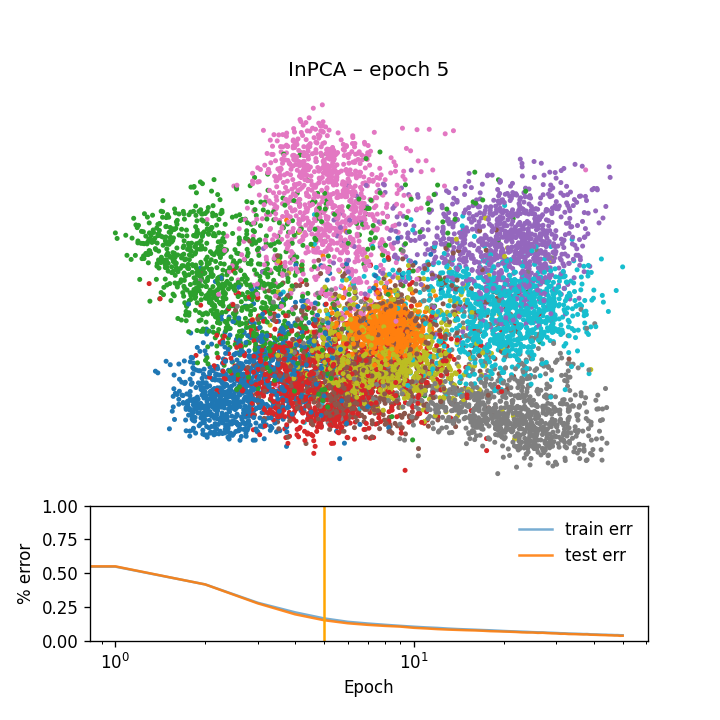 InPCA – epoch 5
1.00
0.75
0.50
0.25
0.00
% error
train err
test err
10⁰
10¹
Epoch